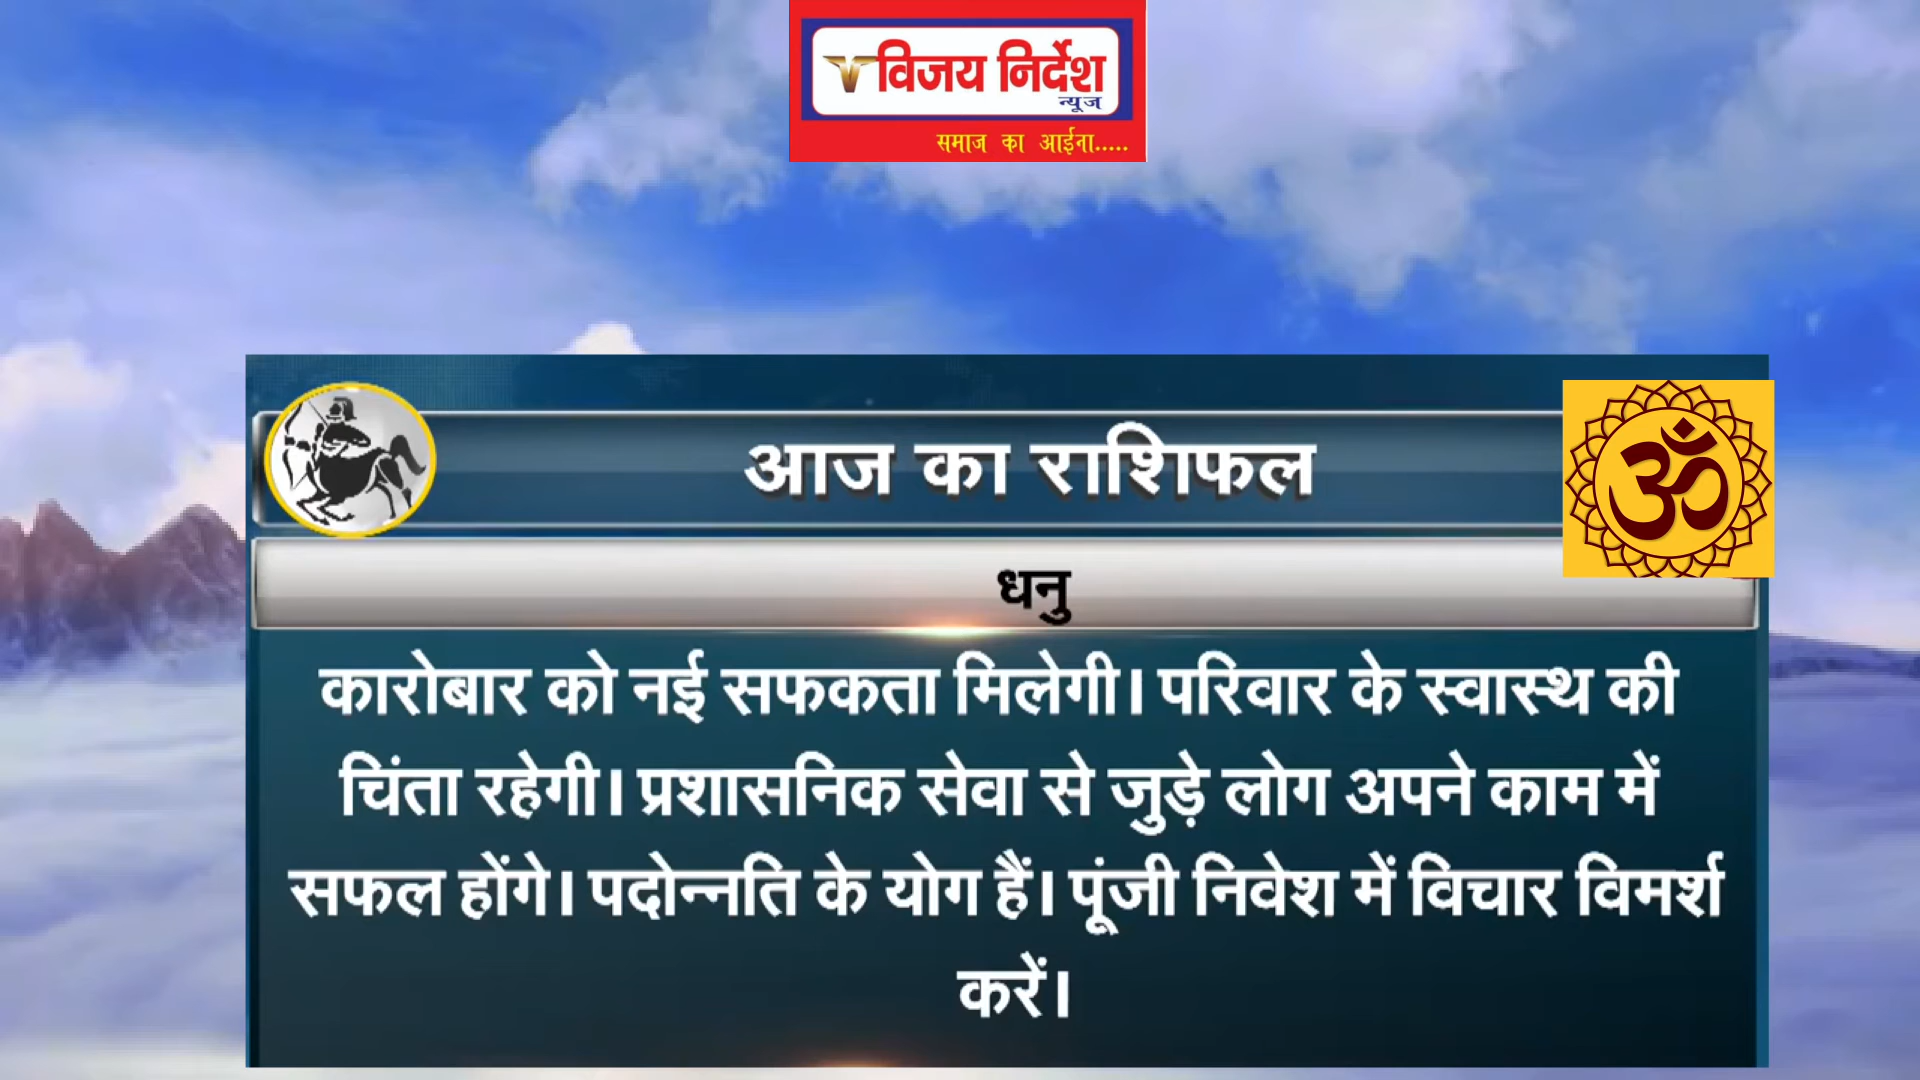 विजय निर्देश
न्यूज
समाज का आईना.....
आज का राशिफल
ॐ
धनु
कारोबार को नई सफकता मिलेगी। परिवार के स्वास्थ की
चिंता रहेगी। प्रशासनिक सेवा से जुड़े लोग अपने काम में
सफल होंगे। पदोन्नति के योग हैं। पूंजी निवेश में विचार विमर्श
करें।